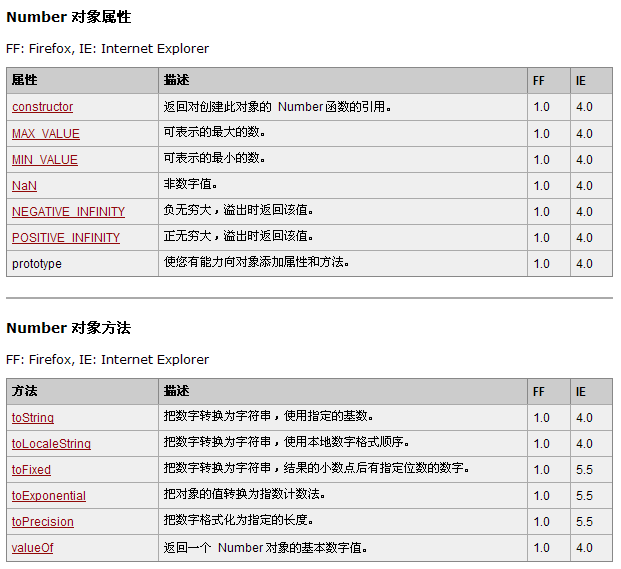 Number 对象属性
FF: Firefox, IE: Internet Explorer
属性 描述 FF IE
constructor 返回对创建此对象的 Number 函数的引用。 1.0 4.0
MAX_VALUE 可表示的最大的数。 1.0 4.0
MIN_VALUE 可表示的最小的数。 1.0 4.0
NaN 非数字值。 1.0 4.0
NEGATIVE_INFINITY 负无穷大，溢出时返回该值。 1.0 4.0
POSITIVE_INFINITY 正无穷大，溢出时返回该值。 1.0 4.0
prototype 使您有能力向对象添加属性和方法。 1.0 4.0
Number 对象方法
FF: Firefox, IE: Internet Explorer
方法 描述 FF IE
toString 把数字转换为字符串，使用指定的基数。 1.0 4.0
toLocaleString 把数字转换为字符串，使用本地数字格式顺序。 1.0 4.0
toFixed 把数字转换为字符串，结果的小数点后有指定位数的数字。 1.0 5.5
toExponential 把对象的值转换为指数计数法。 1.0 5.5
toPrecision 把数字格式化为指定的长度。 1.0 5.5
valueOf 返回一个 Number 对象的基本数字值。 1.0 4.0